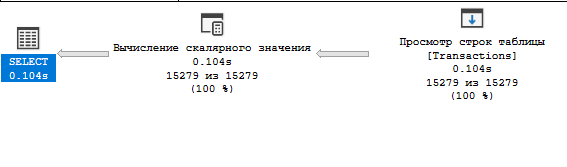 SELECT
0.104s
Вычисление скалярного значения
0.104s
15279 из 15279
(100 %)
Просмотр строк таблицы
[Transactions]
0.104s
15279 из 15279
(100 %)